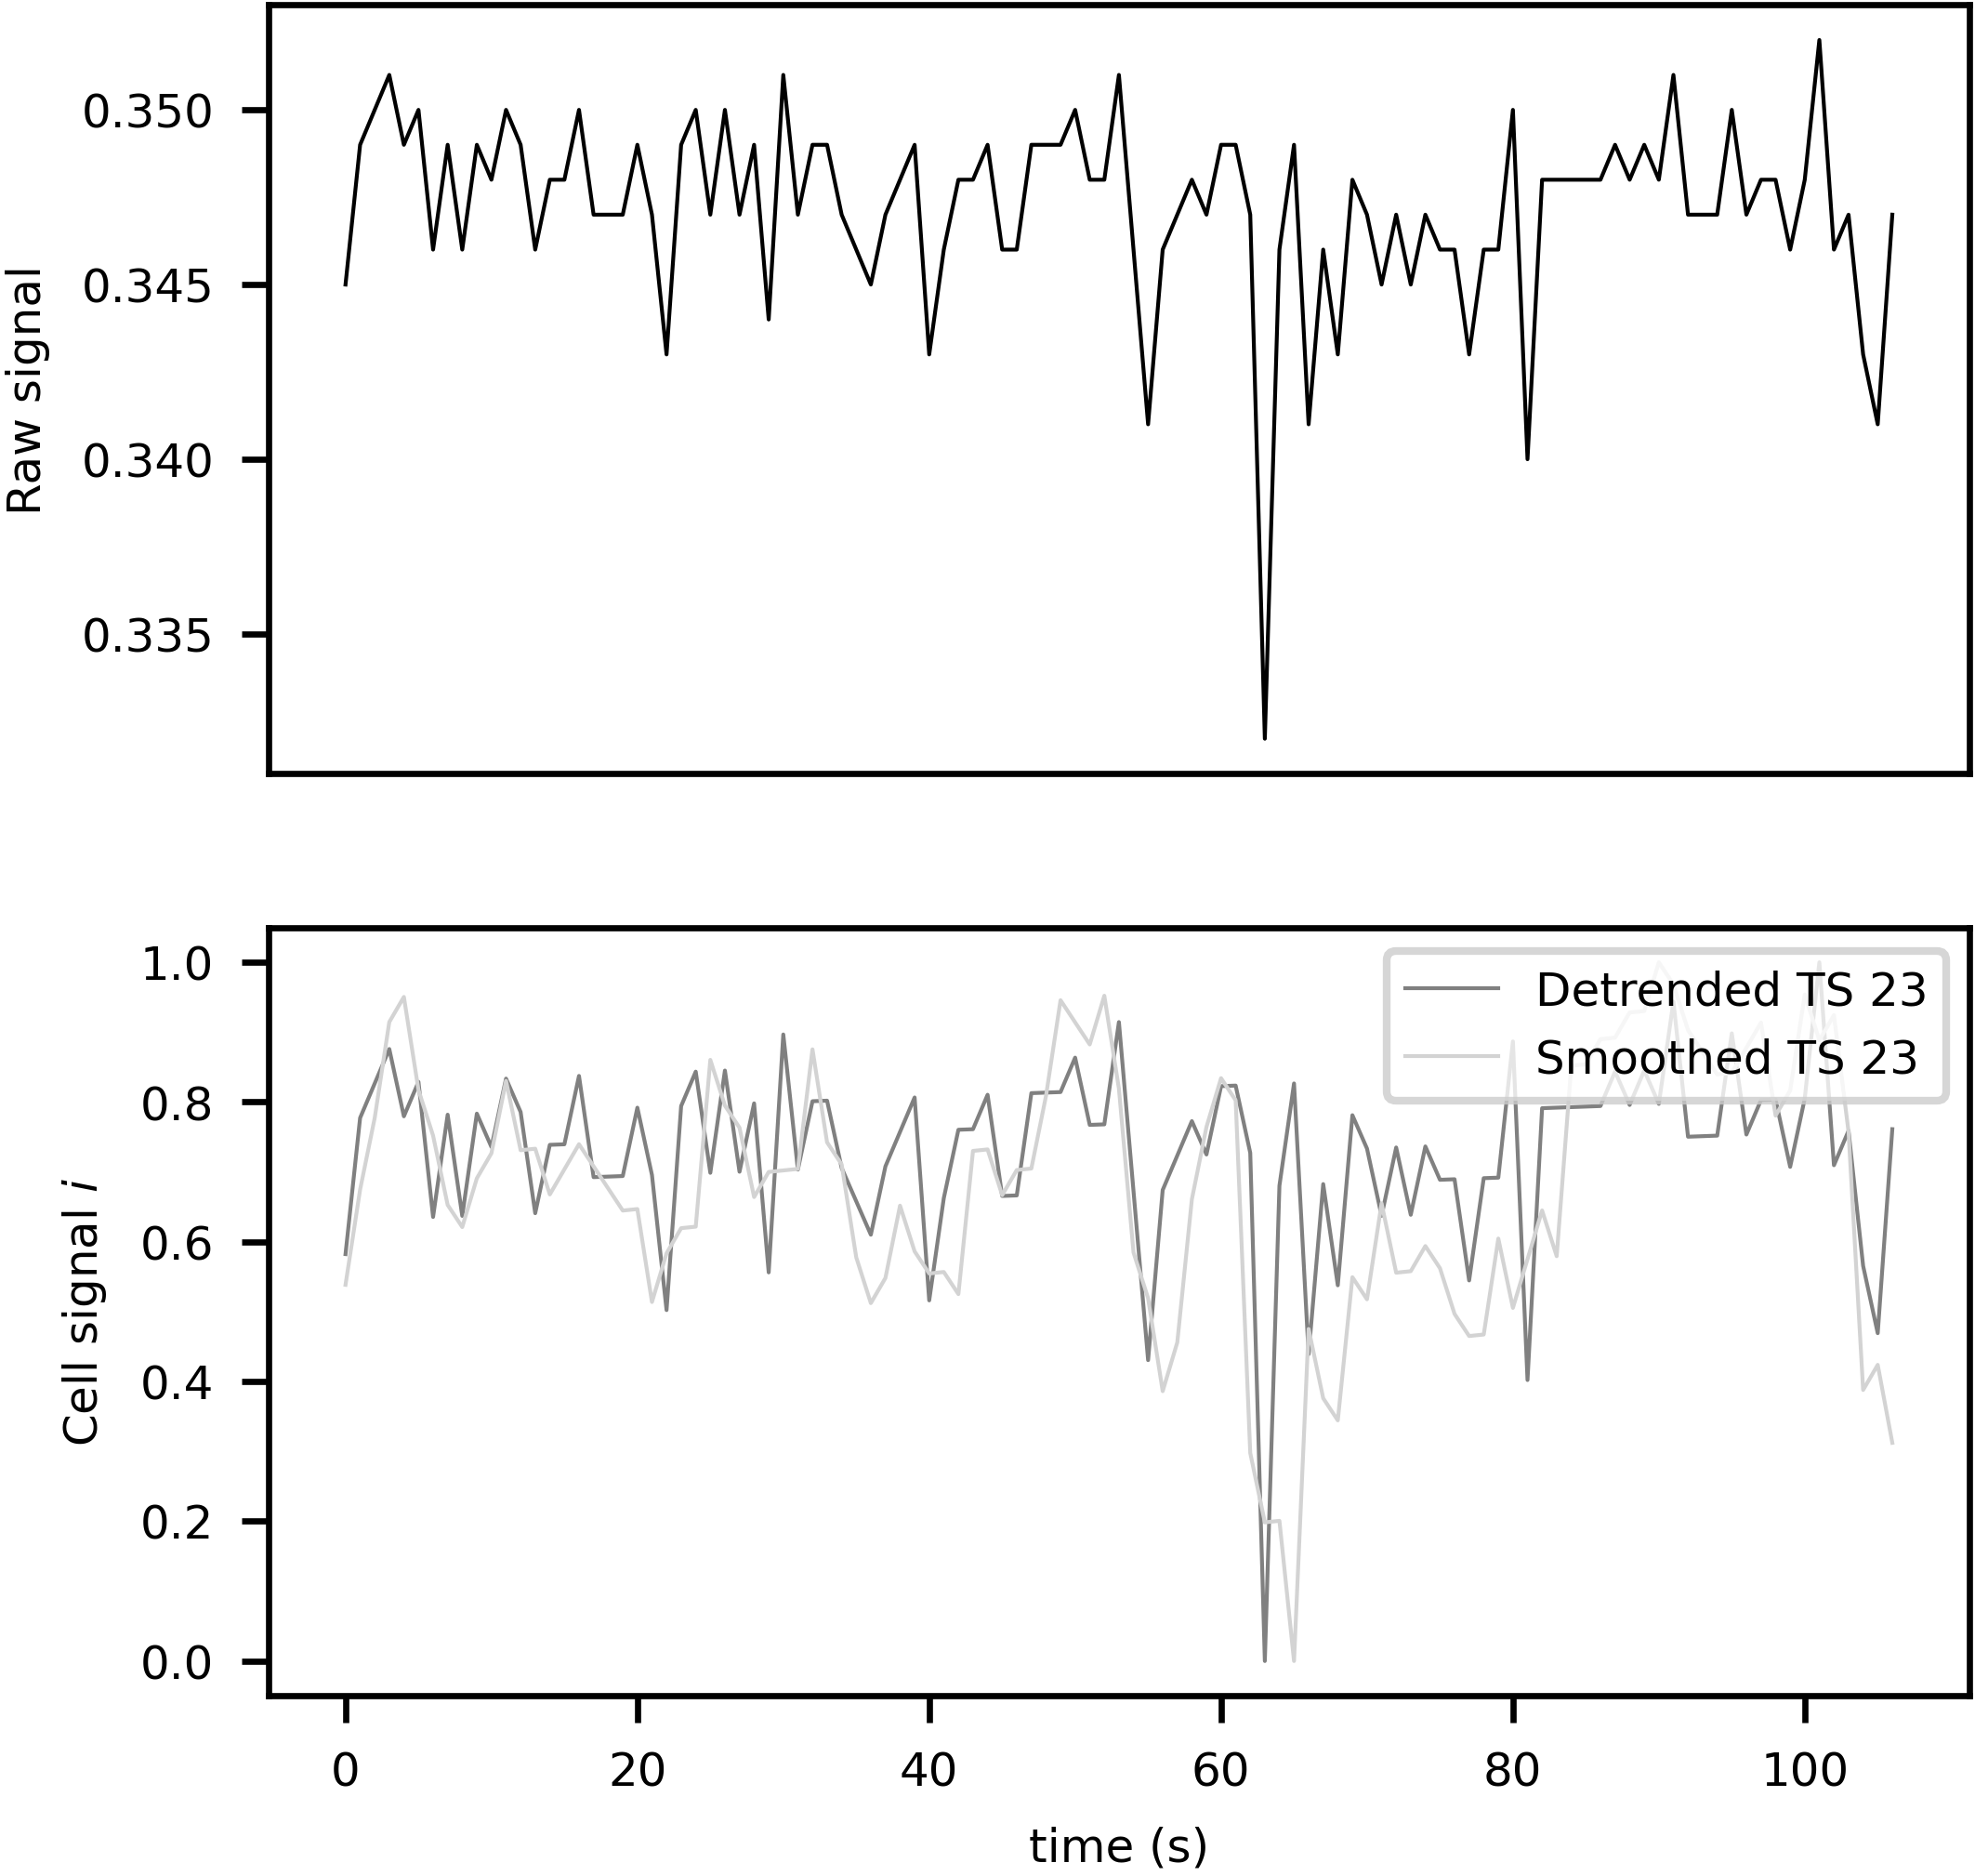 0.350
0.345
0.340
0.335
Raw signal
1.0
0.8
0.6
0.4
0.2
0.0
Cell signal i
Detrended TS 23
Smoothed TS 23
0 20 40 60 80 100
time (s)